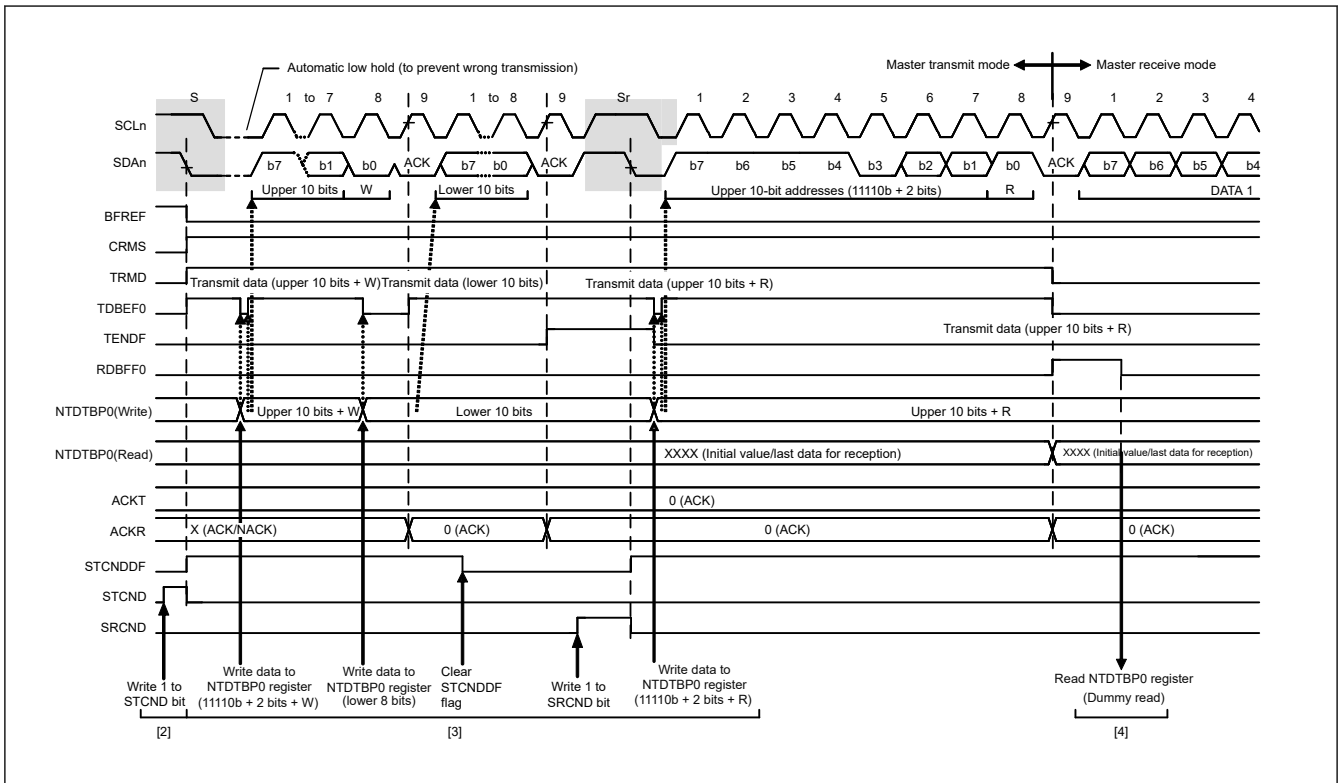 Automatic low hold (to prevent wrong transmission)
Master transmit mode Master receive mode
S 1 to 7 8 9 1 to 8 9 Sr 1 2 3 4 5 6 7 8 9 1 2 3 4
SCLn
SDAn b7 b1 b0 ACK b7 b0 ACK b7 b6 b5 b4 b3 b2 b1 b0 ACK b7 b6 b5 b4
Upper 10 bits W Lower 10 bits Upper 10-bit addresses (11110b + 2 bits) R DATA 1
BFREF
CRMS
TRMD
Transmit data (upper 10 bits + W) Transmit data (lower 10 bits) Transmit data (upper 10 bits + R)
TDBEF0
TENDF Transmit data (upper 10 bits + R)
RDBFF0
NTDTBP0(Write) Upper 10 bits + W Lower 10 bits Upper 10 bits + R
NTDTBP0(Read) XXXX (Initial value/last data for reception) XXXX (Initial value/last data for reception)
ACKT 0 (ACK)
ACKR X (ACK/NACK) 0 (ACK) 0 (ACK) 0 (ACK)
STCNDDF
STCND
SRCND
Write 1 to
STCND bit
Write data to
NTDTBP0 register
(11110b + 2 bits + W)
Write data to
NTDTBP0 register
(lower 8 bits)
Clear
STCNDDF
flag
Write 1 to
SRCND bit
Write data to
NTDTBP0 register
(11110b + 2 bits + R)
Read NTDTBP0 register
(Dummy read)
[2] [3] [4]